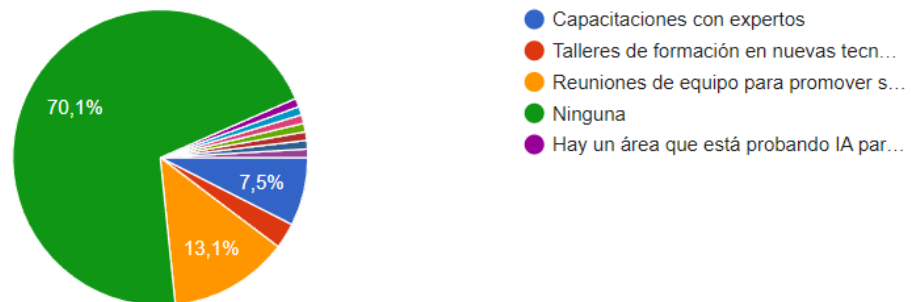 70,1%
7,5%
13,1%
Capacitaciones con expertos
Talleres de formación en nuevas tecn...
Reuniones de equipo para promover s...
Ninguna
Hay un área que está probando IA par...